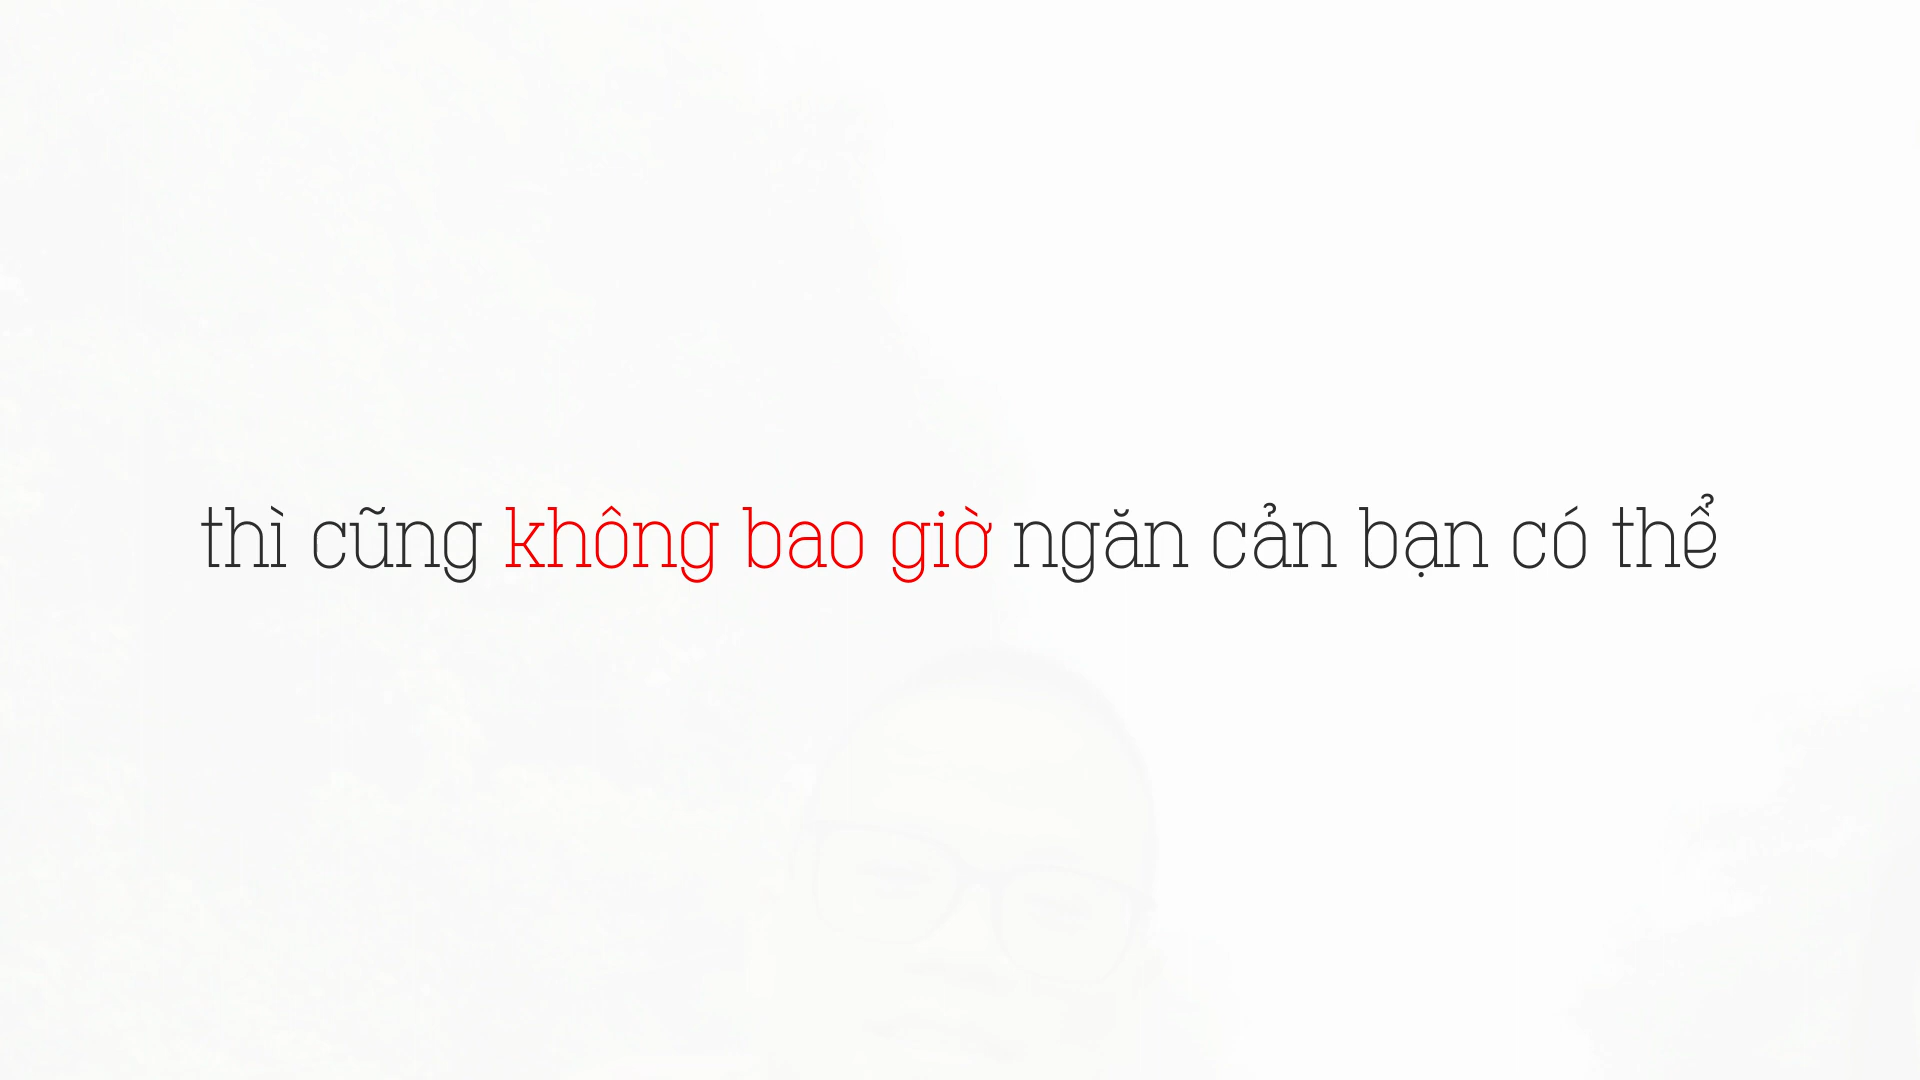 thì cũng không bao giờ ngăn cản bạn có thể